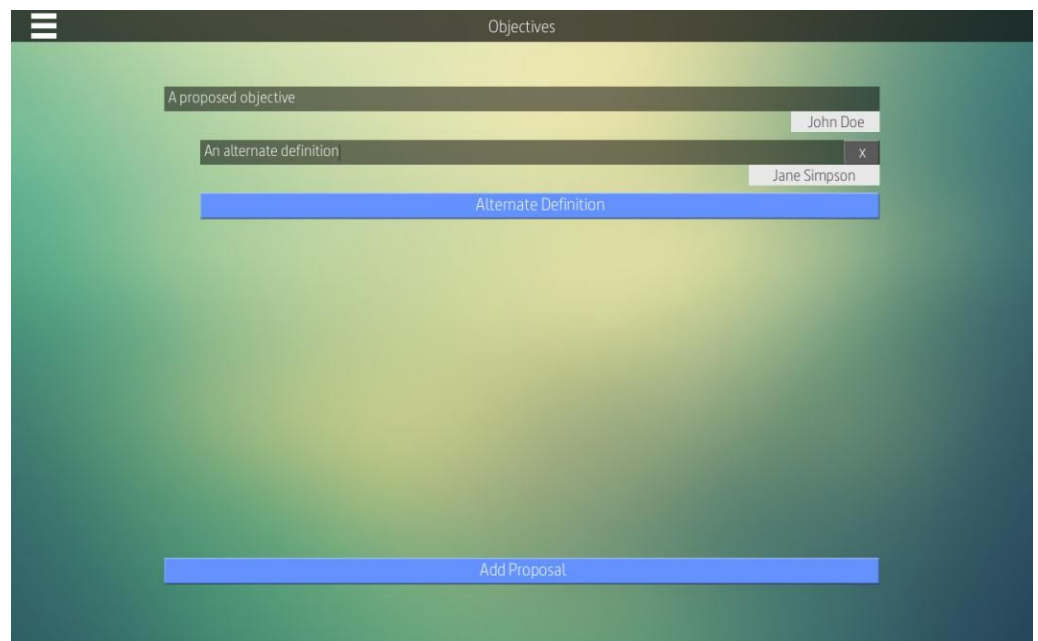 Objectives
A proposed objective
John Doe
An alternate definition
x
Jane Simpson
Alternate Definition
Add Proposal